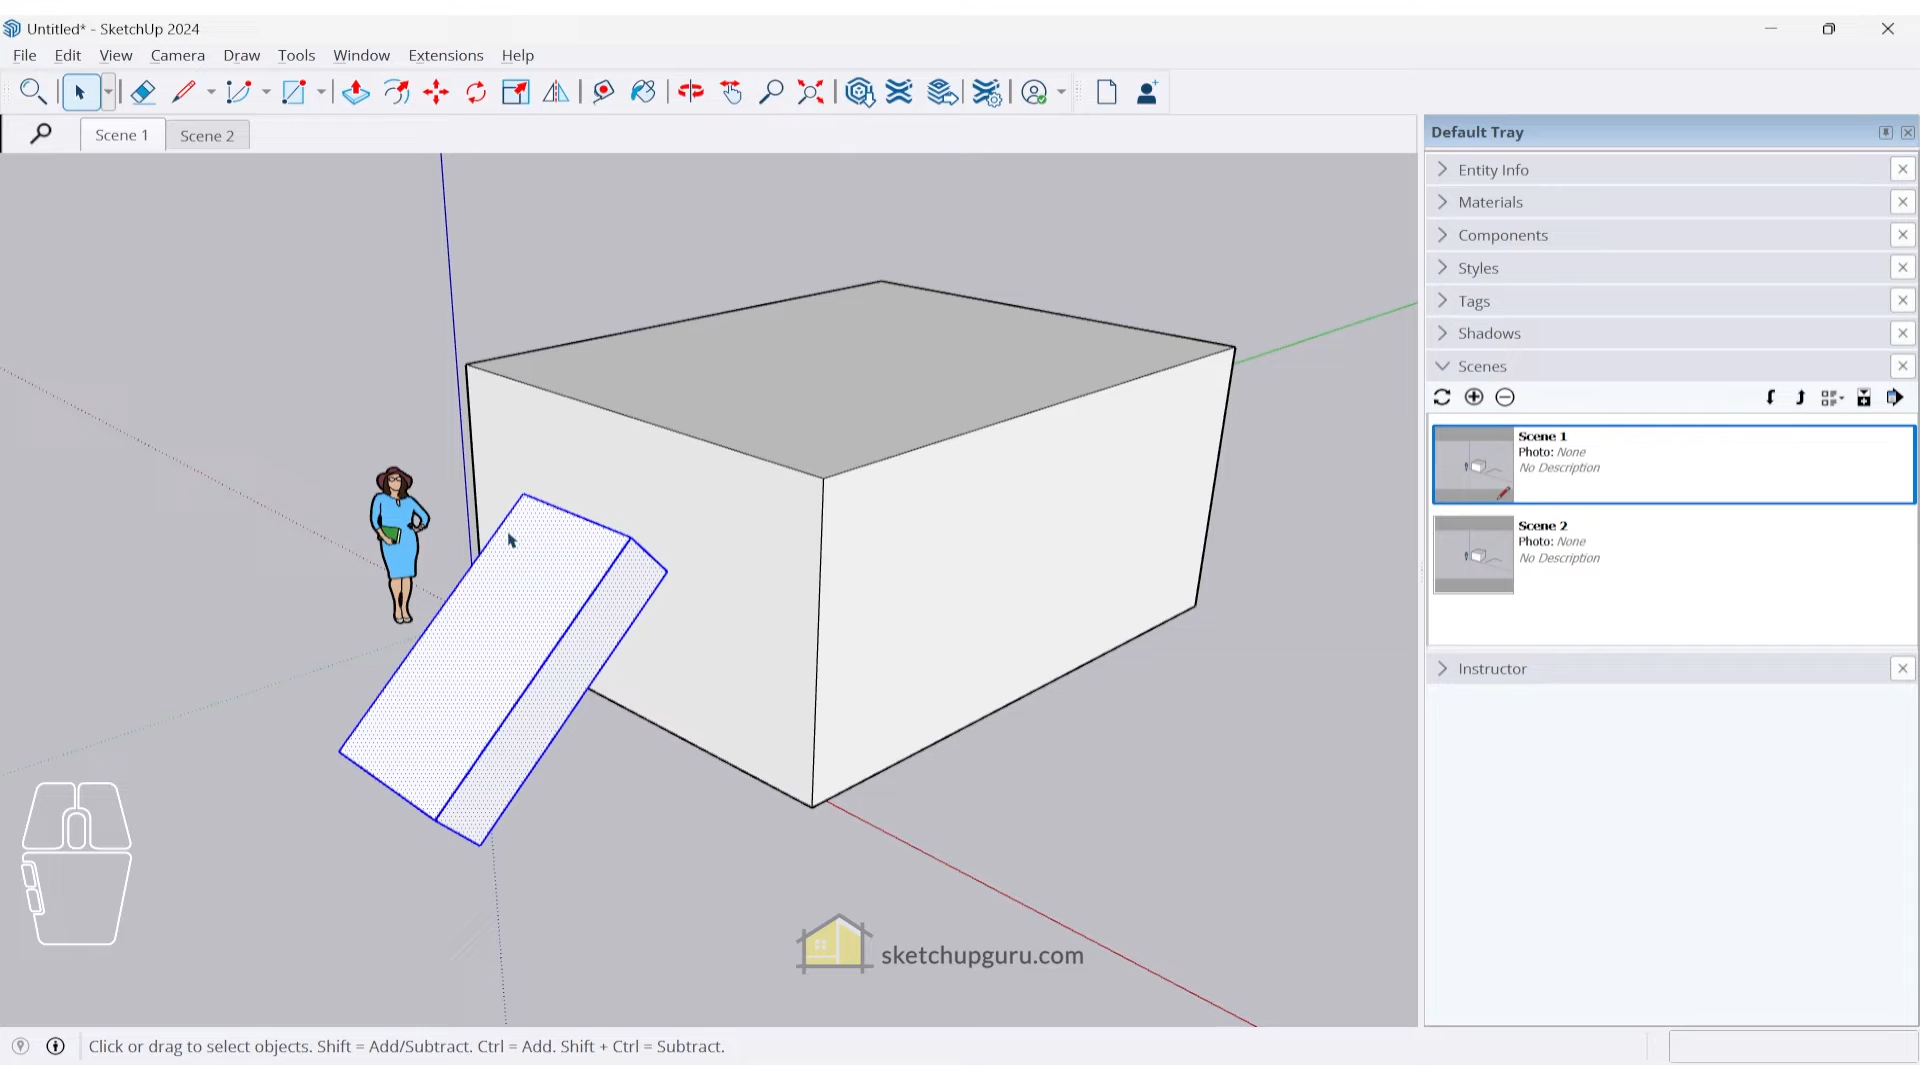 Untitled* - SketchUp 2024
File Edit View Camera Draw Tools Window Extensions Help
Scene 1 Scene 2
Default Tray
Entity Info
Materials
Components
Styles
Tags
Shadows
Scenes
Scene 1
Photo: None
No Description
Scene 2
Photo: None
No Description
Instructor
sketchupguru.com
Click or drag to select objects. Shift = Add/Subtract. Ctrl = Add. Shift + Ctrl = Subtract.